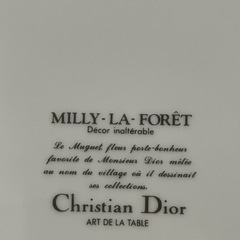 MILLY-LA-FORÊT
Décor inaltérable
Le Muguet fleur porte-bonheur
favorite de Monsieur Dior mêlée
au nom du village où il dessinait
ses collections.
Christian Dior
ART DE LA TABLE